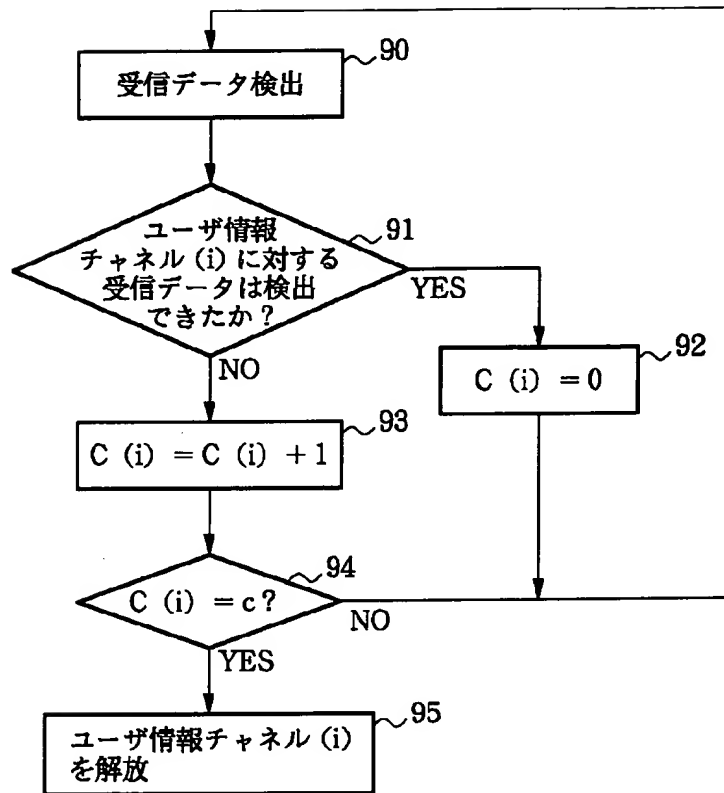 90
受信データ検出
91
ユーザ情報
チャネル (i) に対する
受信データは検出
できたか？
YES
NO
92
C (i) = 0
93
C (i) = C (i) + 1
94
C (i) = c？
NO
YES
95
ユーザ情報チャネル (i)
を解放